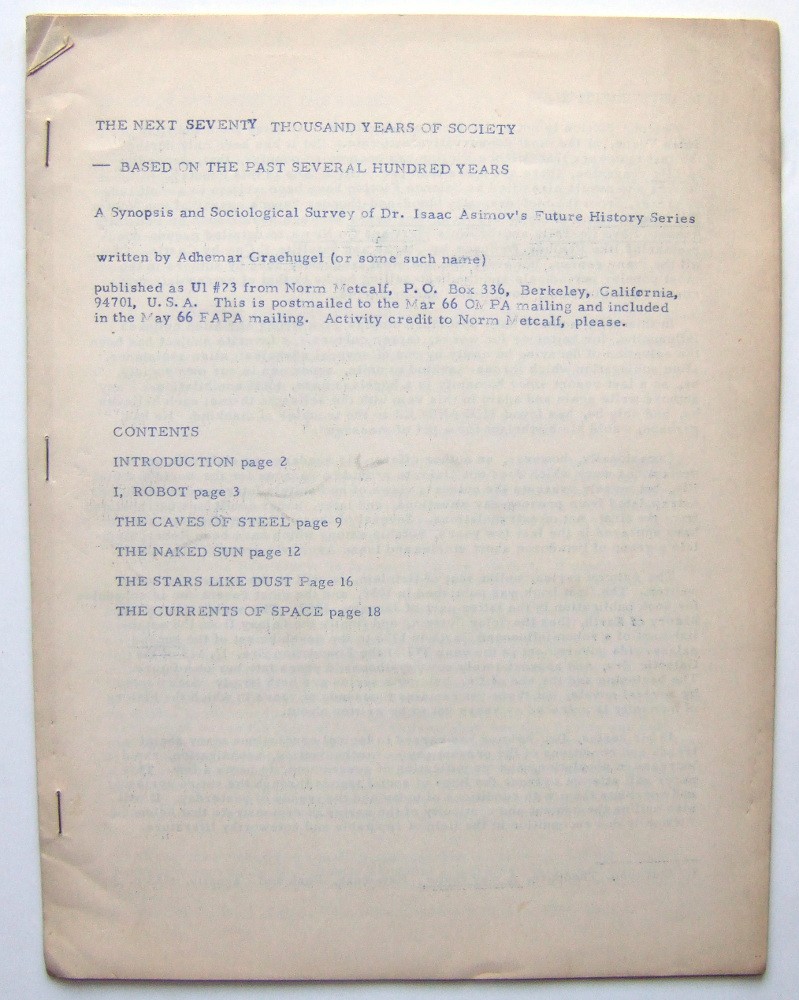 THE NEXT SEVENTY THOUSAND YEARS OF SOCIETY
— BASED ON THE PAST SEVERAL HUNDRED YEARS
A Synopsis and Sociological Survey of Dr. Isaac Asimov's Future History Series
written by Adhemar Graehugel (or some such name)
published as U1 #23 from Norm Metcalf, P.O. Box 336, Berkeley, California,
94701, U.S.A. This is postmailed to the Mar 66 OMPA mailing and included
in the May 66 FAPA mailing. Activity credit to Norm Metcalf, please.
CONTENTS
INTRODUCTION page 2
I, ROBOT page 3
THE CAVES OF STEEL page 9
THE NAKED SUN page 12
THE STARS LIKE DUST Page 16
THE CURRENTS OF SPACE page 18